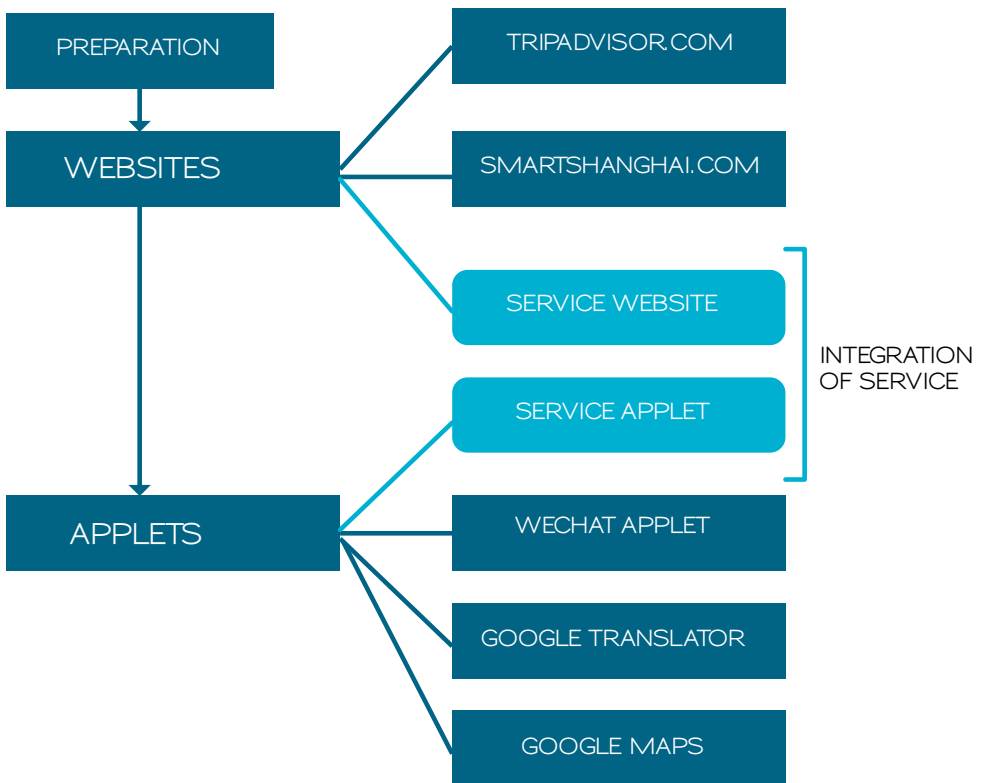 PREPARATION
TRIPADVISOR.COM
WEBSITES
SMARTSHANGHAI.COM
SERVICE WEBSITE
INTEGRATION
OF SERVICE
SERVICE APPLET
APPLETS
WECHAT APPLET
GOOGLE TRANSLATOR
GOOGLE MAPS